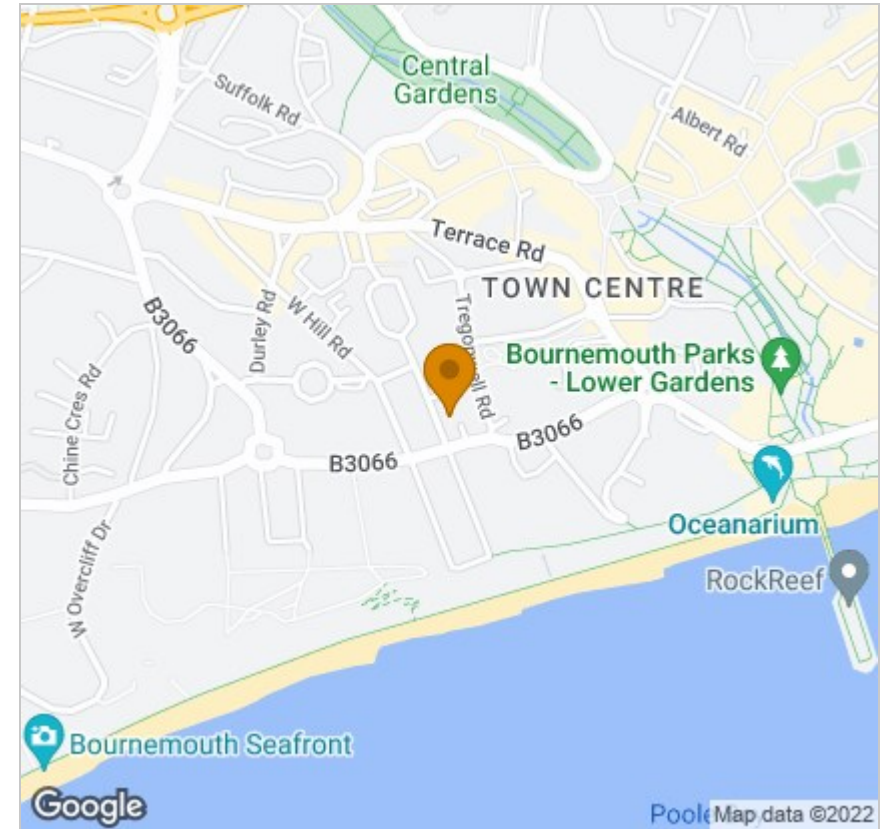 Central
Gardens
Suffolk Rd
Albert Rd
Terrace Rd
TOWN CENTRE
B3066
Durley Rd
W Hill Rd
Tregonwell Rd
Bournemouth Parks
- Lower Gardens
Chine Cres Rd
B3066
B3066
Oceanarium
W Overcliff Dr
RockReef
Bournemouth Seafront
Google
Map data ©2022